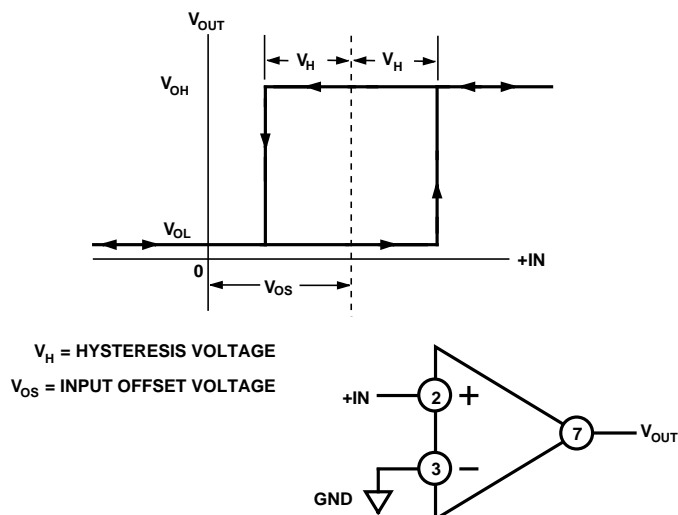 VOUT
VH VH
VOH
VOL
0
+IN
VOS
VH = HYSTERESIS VOLTAGE
VOS = INPUT OFFSET VOLTAGE
+IN
2
+
7
VOUT
3
−
GND